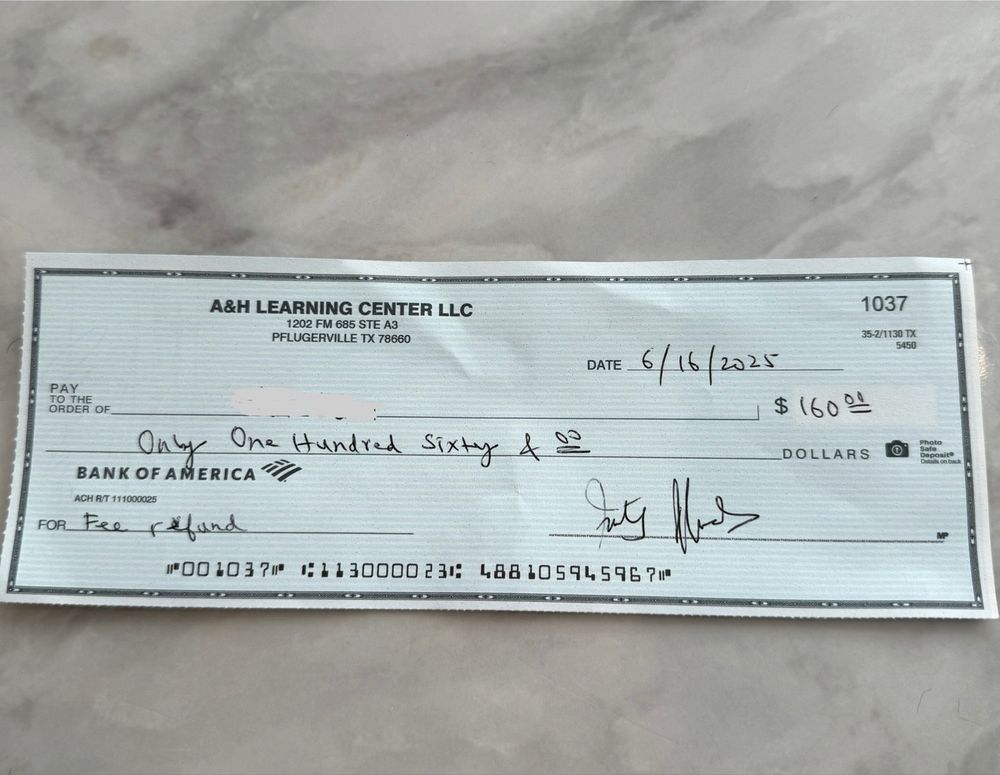 A&H LEARNING CENTER LLC
1202 FM 685 STE A3
PFLUGERVILLE TX 78660
1037
35-2/1130 TX
5450
DATE 6/16/2025
PAY
TO THE
ORDER OF
$ 160 00
Only One Hundred Sixty & 00
DOLLARS
Photo
Safe
Deposit®
Details on back
BANK OF AMERICA
ACH R/T 111000025
FOR Fee refund
MP
⑈001037⑈ ⑆113000023⑆ 488105945967⑈